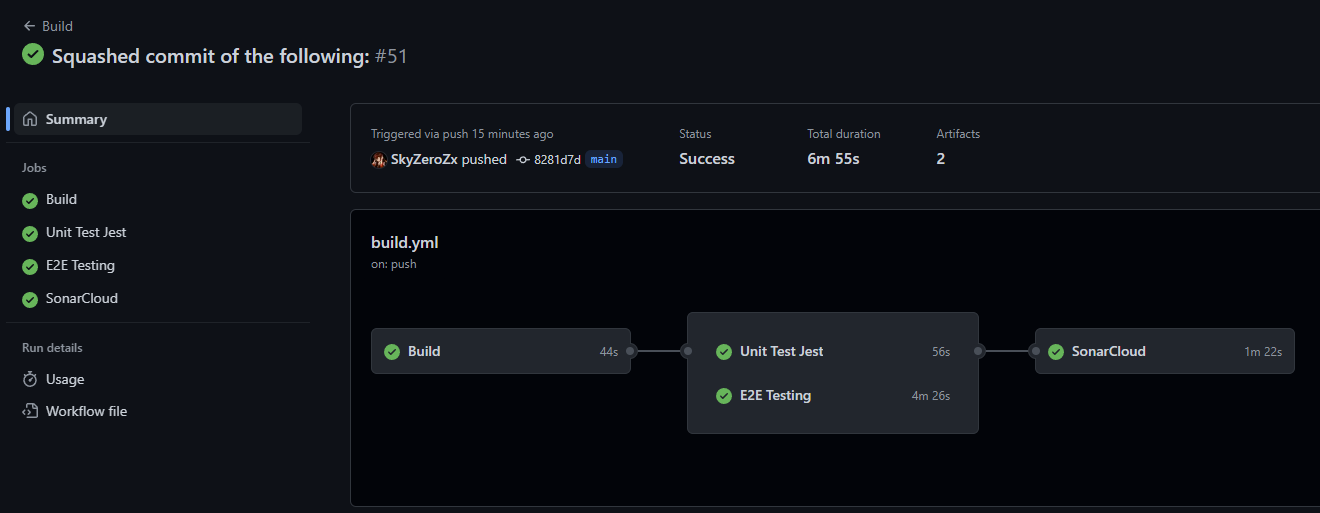 Build
Squashed commit of the following: #51
Summary
Jobs
Build
Unit Test Jest
E2E Testing
SonarCloud
Run details
Usage
Workflow file
Triggered via push 15 minutes ago
SkyZeroZx pushed 8281d7d main
Status
Success
Total duration
6m 55s
Artifacts
2
build.yml
on: push
Build 44s
Unit Test Jest 56s
E2E Testing 4m 26s
SonarCloud 1m 22s